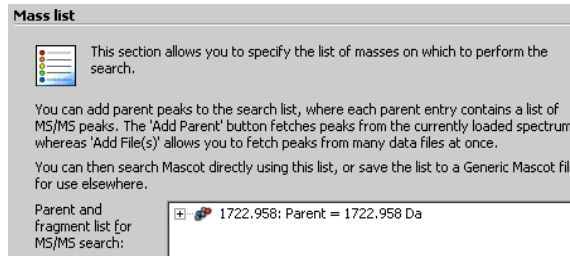 Mass list
This section allows you to specify the list of masses on which to perform the
search.
You can add parent peaks to the search list, where each parent entry contains a list of
MS/MS peaks. The 'Add Parent' button fetches peaks from the currently loaded spectrum
whereas 'Add File(s)' allows you to fetch peaks from many data files at once.
You can then search Mascot directly using this list, or save the list to a Generic Mascot fil
for use elsewhere.
Parent and
fragment list for
MS/MS search:
1722.958: Parent = 1722.958 Da